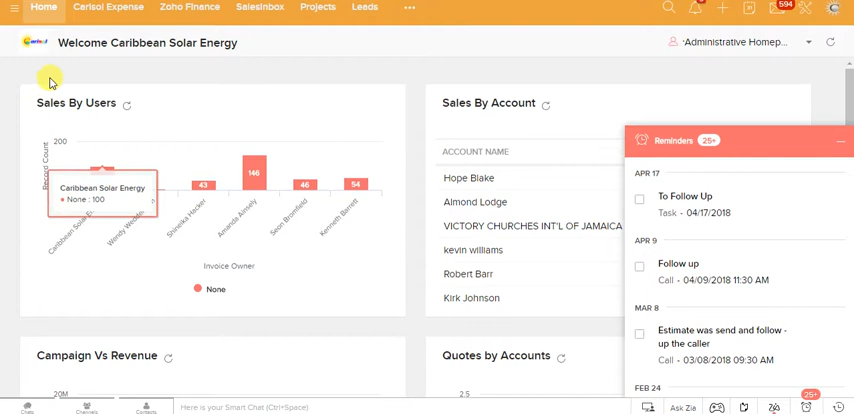 Home Carisol Expense Zoho Finance Salesinbox Projects Leads
594
Carisol Welcome Caribbean Solar Energy 'Administrative Homep...
Sales By Users
200
Record Count
43
146
46
54
Caribbean Solar Energy
None : 100
Caribbean Solar E...
Shineika Hacker
Amanda Ainsely
Seon Bromfield
Kenneth Barrett
Invoice Owner
None
Sales By Account
ACCOUNT NAME
Hope Blake
Almond Lodge
VICTORY CHURCHES INT'L OF JAMAICA
kevin williams
Robert Barr
Kirk Johnson
Reminders 25+
APR 17
To Follow Up
Task - 04/17/2018
APR 9
Follow up
Call - 04/09/2018 11:30 AM
MAR 8
Estimate was send and follow -
up the caller
Call - 03/08/2018 09:30 AM
FEB 24
Campaign Vs Revenue
20M
Quotes by Accounts
2.5
25+
Chats Channels Contacts Here is your Smart Chat (Ctrl+Space) Ask Zia